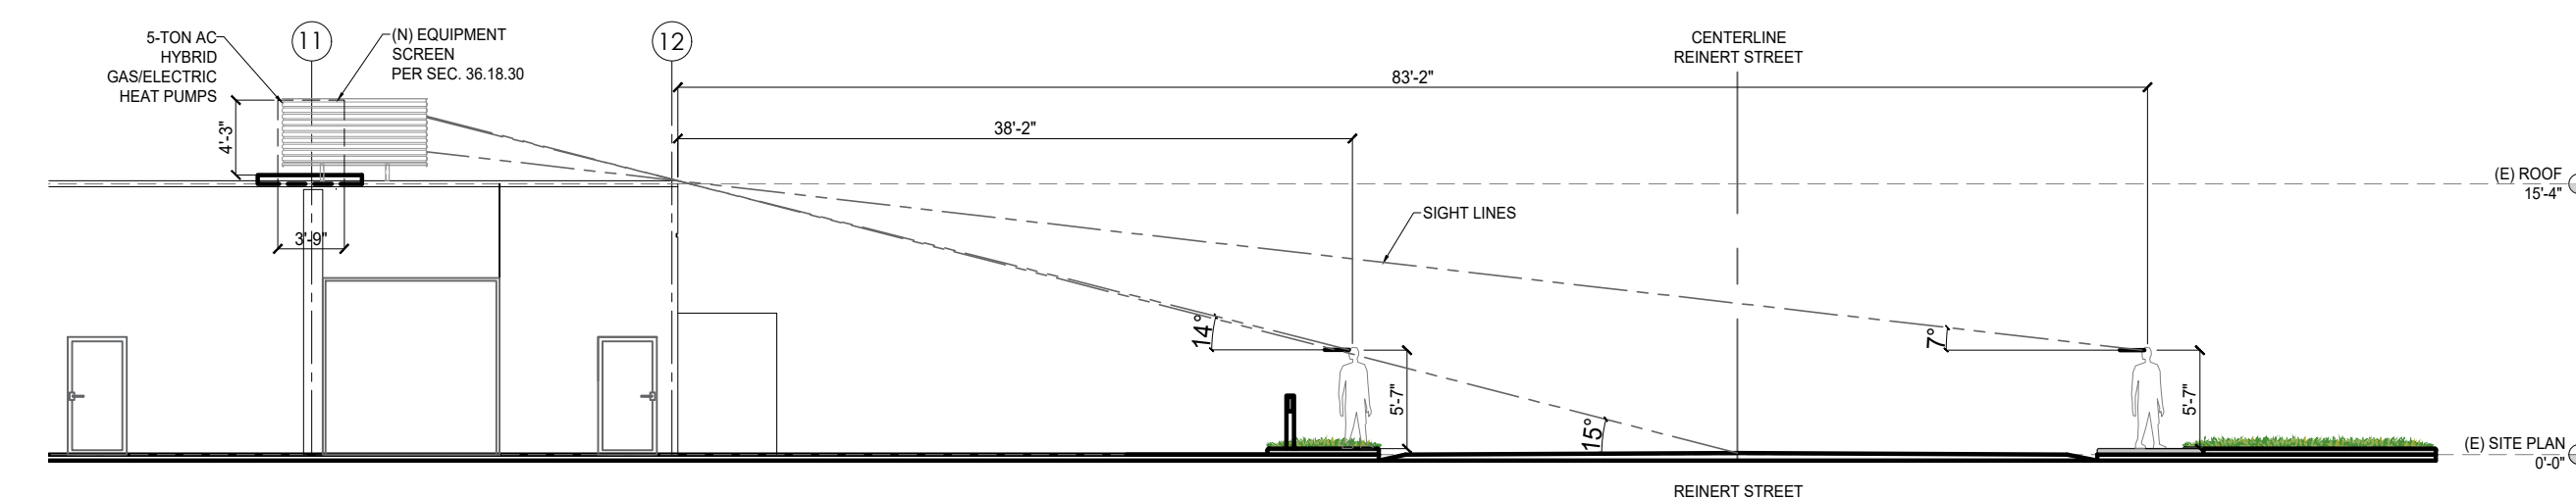 5-TON AC
HYBRID
GAS/ELECTRIC
HEAT PUMPS
11
(N) EQUIPMENT
SCREEN
PER SEC. 36.18.30
12
CENTERLINE
REINERT STREET
83'-2"
38'-2"
4'-3"
3'-9"
SIGHT LINES
(E) ROOF
15'-4"
14°
7°
5'-7"
5'-7"
15°
(E) SITE PLAN
0'-0"
REINERT STREET